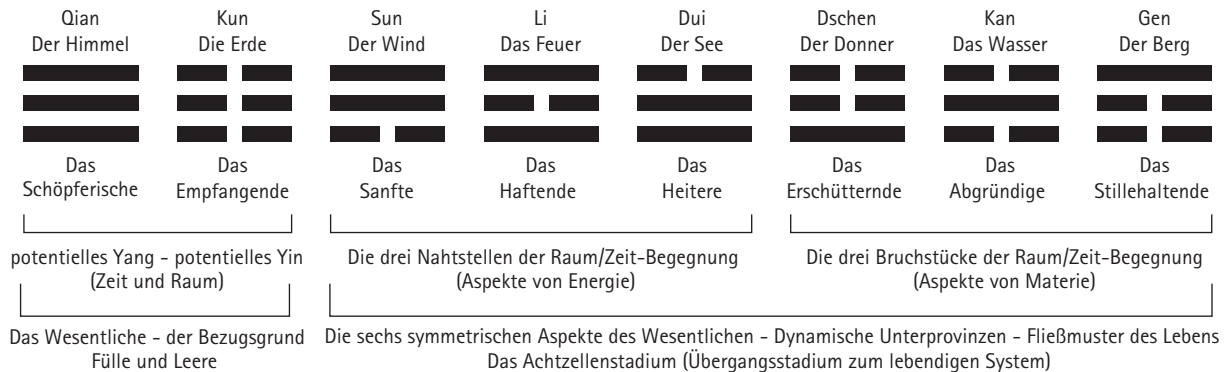 Qian Kun Sun Li Dui Dschen Kan Gen
Der Himmel Die Erde Der Wind Das Feuer Der See Der Donner Das Wasser Der Berg
Das Das Das Das Das Das Das Das
Schöpferische Empfangende Sanfte Haftende Heitere Erschütternde Abgründige Stillehaltende
potentielles Yang - potentielles Yin Die drei Nahtstellen der Raum/Zeit-Begegnung Die drei Bruchstücke der Raum/Zeit-Begegnung
(Zeit und Raum) (Aspekte von Energie) (Aspekte von Materie)
Das Wesentliche - der Bezugsgrund Die sechs symmetrischen Aspekte des Wesentlichen - Dynamische Unterprovinzen - Fließmuster des Lebens
Fülle und Leere Das Achtzellenstadium (Übergangsstadium zum lebendigen System)